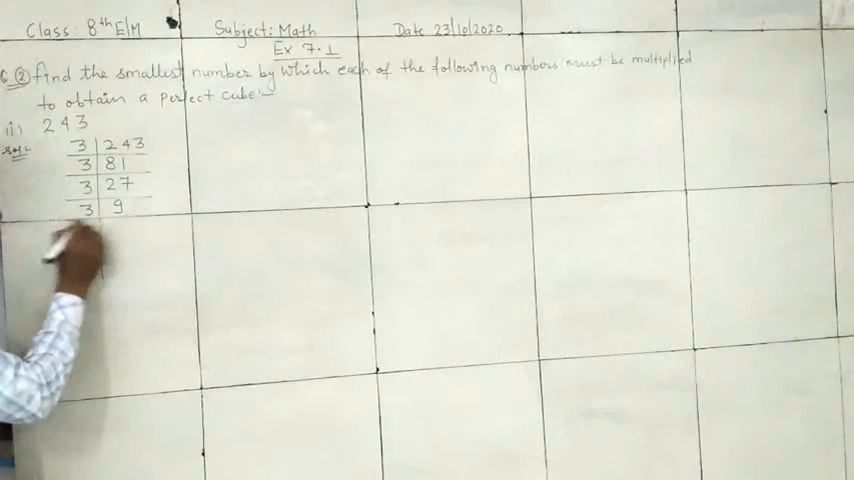 Class: 8th E/M Subject: Math Date 23/10/2020
Ex 7.1
Q ② find the smallest number by which each of the following numbers must be multiplied
to obtain a perfect cube:-
ii) 243
Sol:
3 | 243
3 | 81
3 | 27
3 | 9